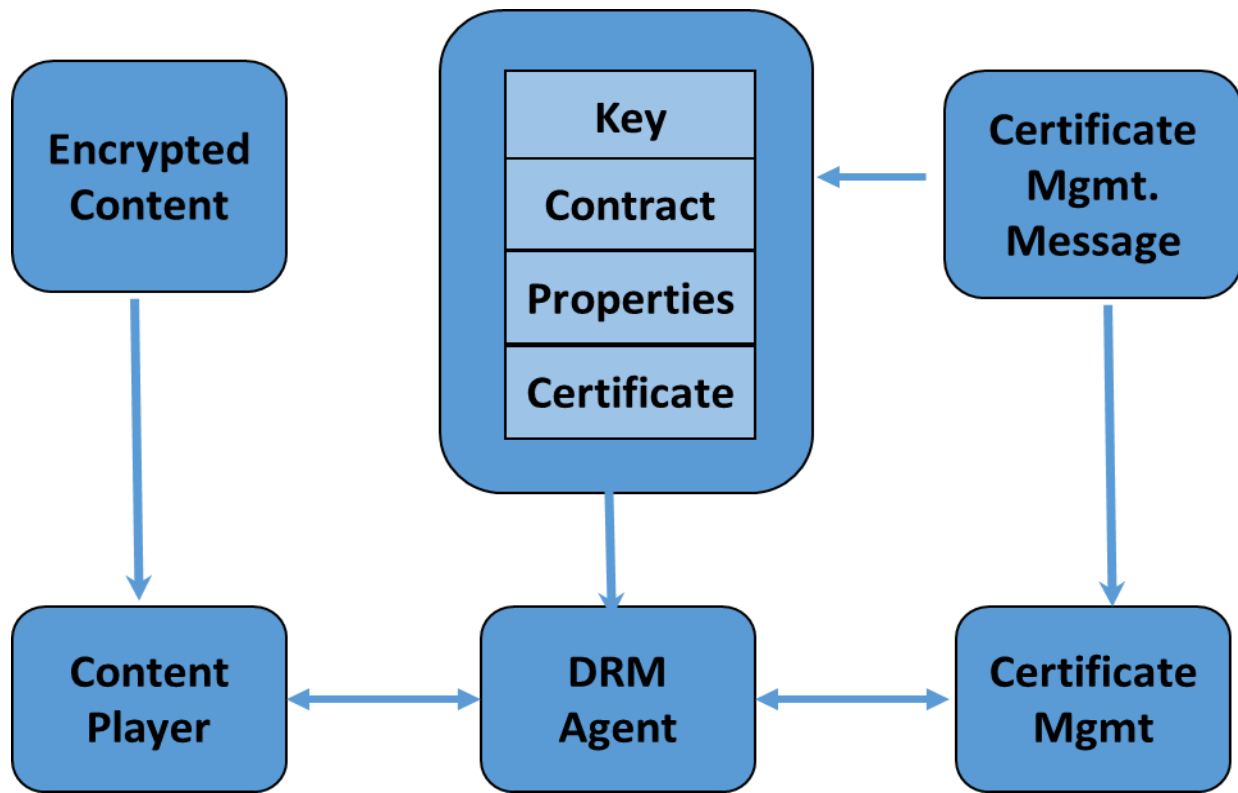 Encrypted
Content
Key
Contract
Properties
Certificate
Certificate
Mgmt.
Message
Content
Player
DRM
Agent
Certificate
Mgmt